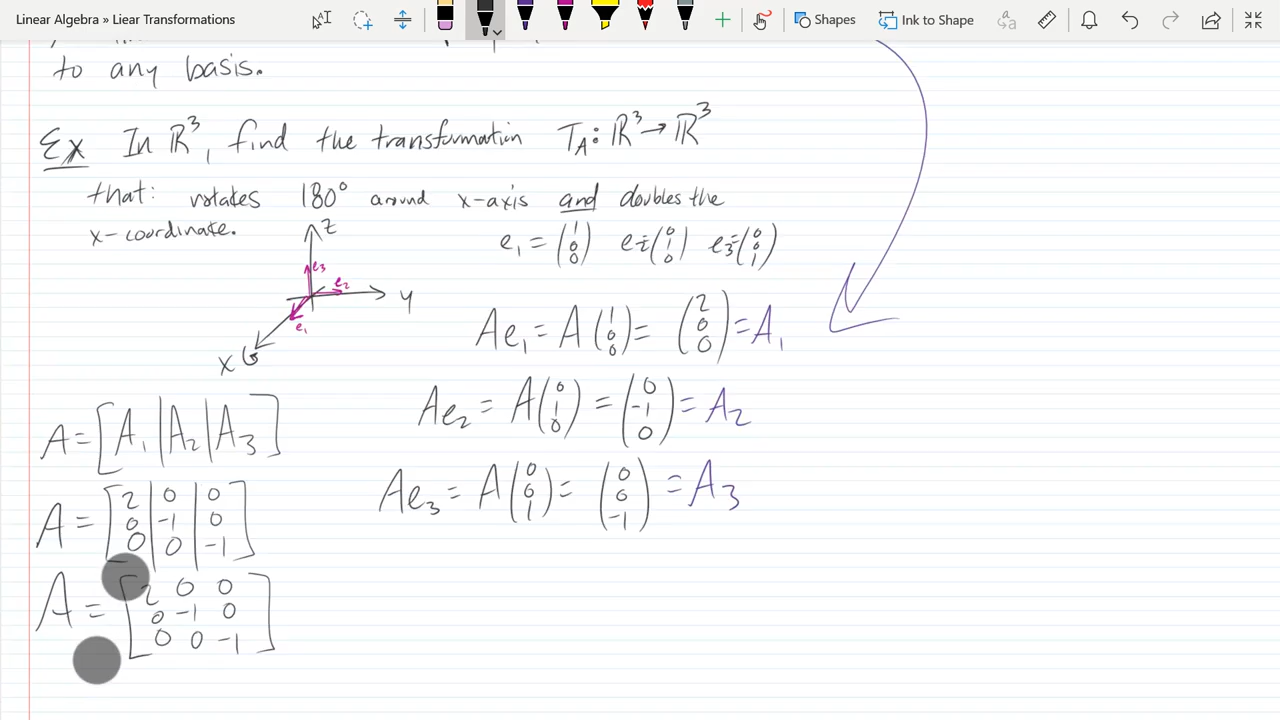 Linear Algebra » Liear Transformations
Shapes
Ink to Shape
to any basis.
Ex In ℝ³, find the transformation T_A: ℝ³→ℝ³
that: rotates 180° around x-axis and doubles the
x-coordinate.
z
e₃
e₂
y
e₁
x
e₁ = (1 0 0) e₂=(0 1 0) e₃=(0 0 1)
Ae₁ = A(1 0 0) = (2 0 0) = A₁
Ae₂ = A(0 1 0) = (0 -1 0) = A₂
Ae₃ = A(0 0 1) = (0 0 -1) = A₃
A = [A₁|A₂|A₃]
A = [2|0|0
0|-1|0
0|0|-1]
A = [2 0 0
0 -1 0
0 0 -1]